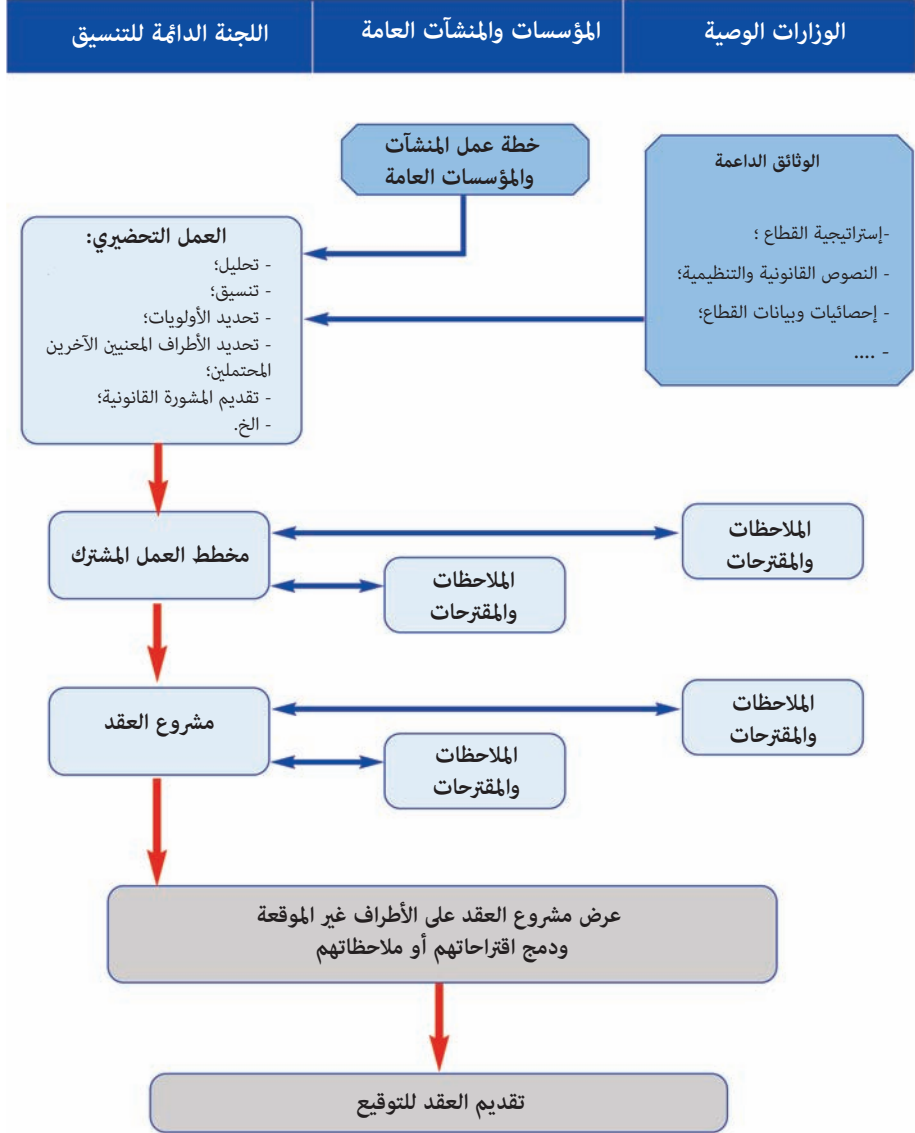 الوزارات الوصية
المؤسسات والمنشآت العامة
اللجنة الدائمة للتنسيق
خطة عمل المنشآت
والمؤسسات العامة
الوثائق الداعمة
-إستراتيجية القطاع ؛
- النصوص القانونية والتنظيمية؛
- إحصائيات وبيانات القطاع؛
- ....
العمل التحضيري:
- تحليل؛
- تنسيق؛
- تحديد الأولويات؛
- تحديد الأطراف المعنيين الآخرين
المحتملين؛
- تقديم المشورة القانونية؛
- الخ.
الملاحظات
والمقترحات
مخطط العمل المشترك
الملاحظات
والمقترحات
الملاحظات
والمقترحات
مشروع العقد
الملاحظات
والمقترحات
عرض مشروع العقد على الأطراف غير الموقعة
ودمج اقتراحاتهم أو ملاحظاتهم
تقديم العقد للتوقيع